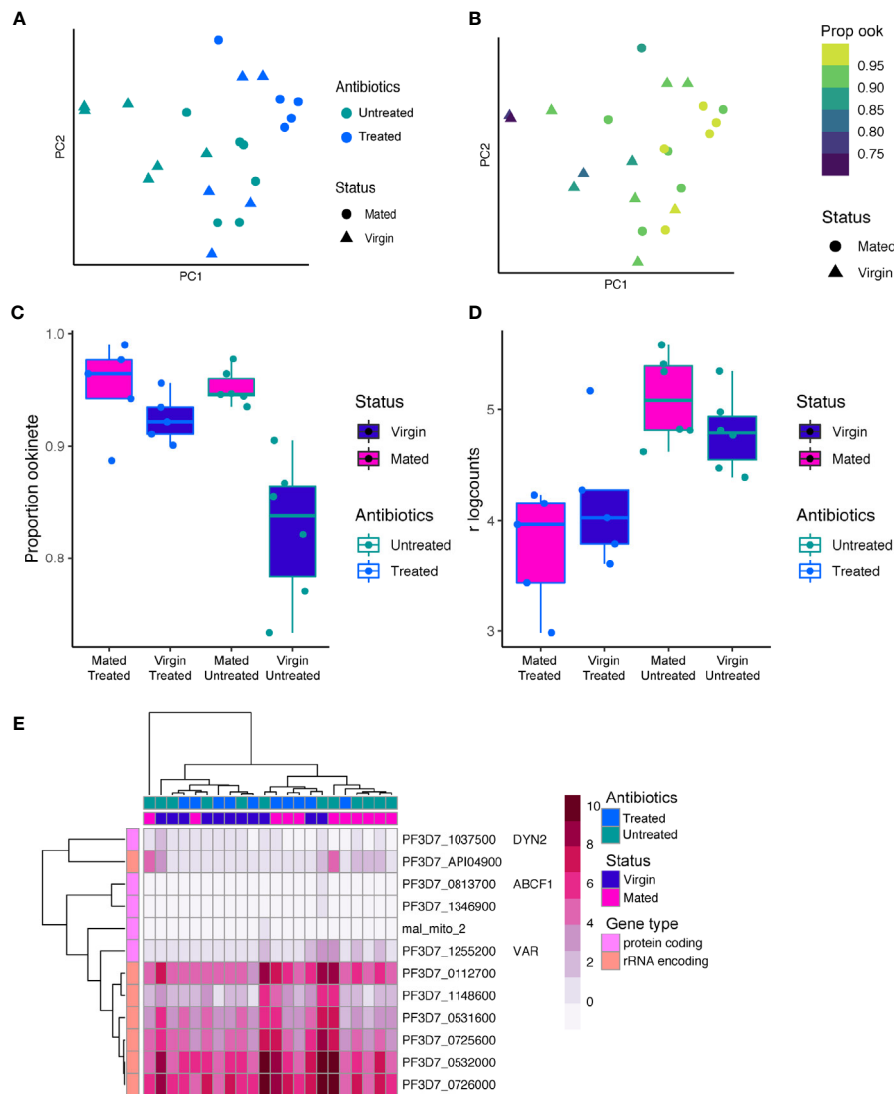 A
PC2
PC1
Antibiotics
Untreated
Treated
Status
Mated
Virgin
B
PC2
PC1
Prop ook
0.95
0.90
0.85
0.80
0.75
Status
Mated
Virgin
C
Proportion ookinete
1.0
0.9
0.8
Mated Virgin Mated Virgin
Treated Treated Untreated Untreated
Status
Virgin
Mated
Antibiotics
Untreated
Treated
D
r logcounts
5
4
3
Mated Virgin Mated Virgin
Treated Treated Untreated Untreated
Status
Virgin
Mated
Antibiotics
Untreated
Treated
E
PF3D7_1037500 DYN2
PF3D7_API04900
PF3D7_0813700 ABCF1
PF3D7_1346900
mal_mito_2
PF3D7_1255200 VAR
PF3D7_0112700
PF3D7_1148600
PF3D7_0531600
PF3D7_0725600
PF3D7_0532000
PF3D7_0726000
10
8
6
4
2
0
Antibiotics
Treated
Untreated
Status
Virgin
Mated
Gene type
protein coding
rRNA encoding